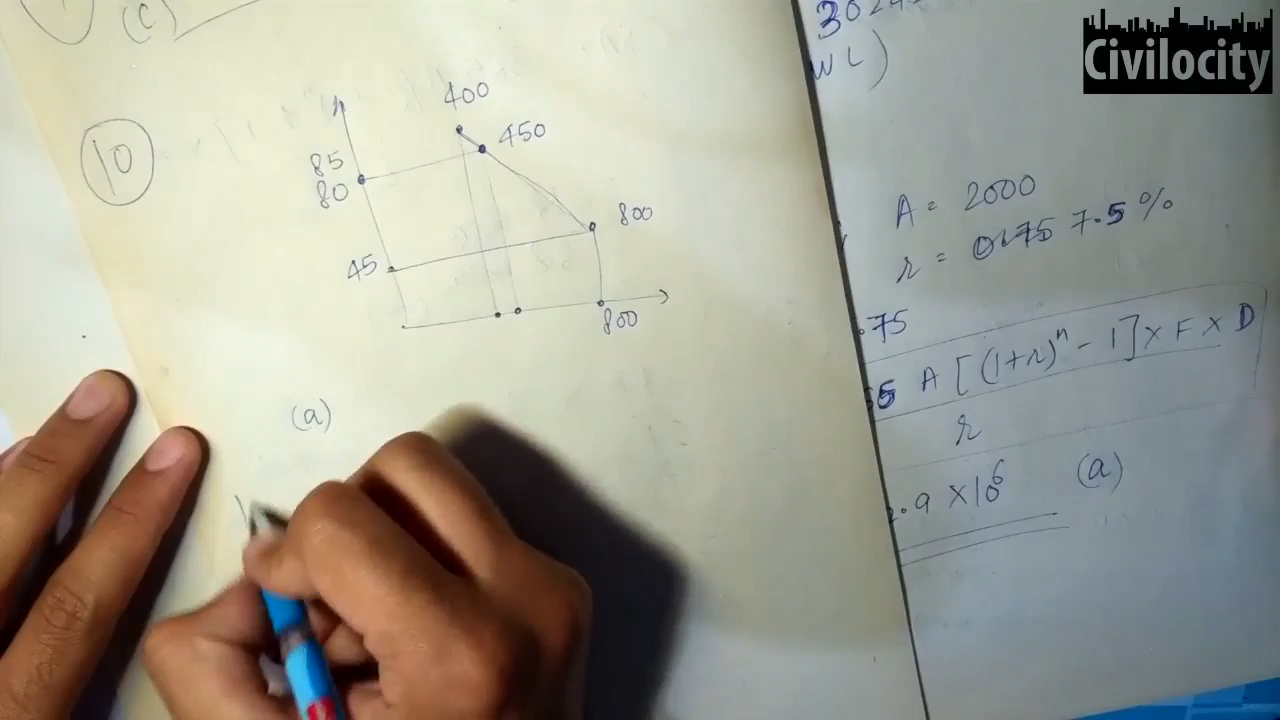 (c)
10
400
450
85
80
800
45
800
(a)
Civilocity
302
WL)
A = 2000
r = 7.5%
.75
A [(1+r)^n - 1] x F x D
r
.9 x 10^6 (a)